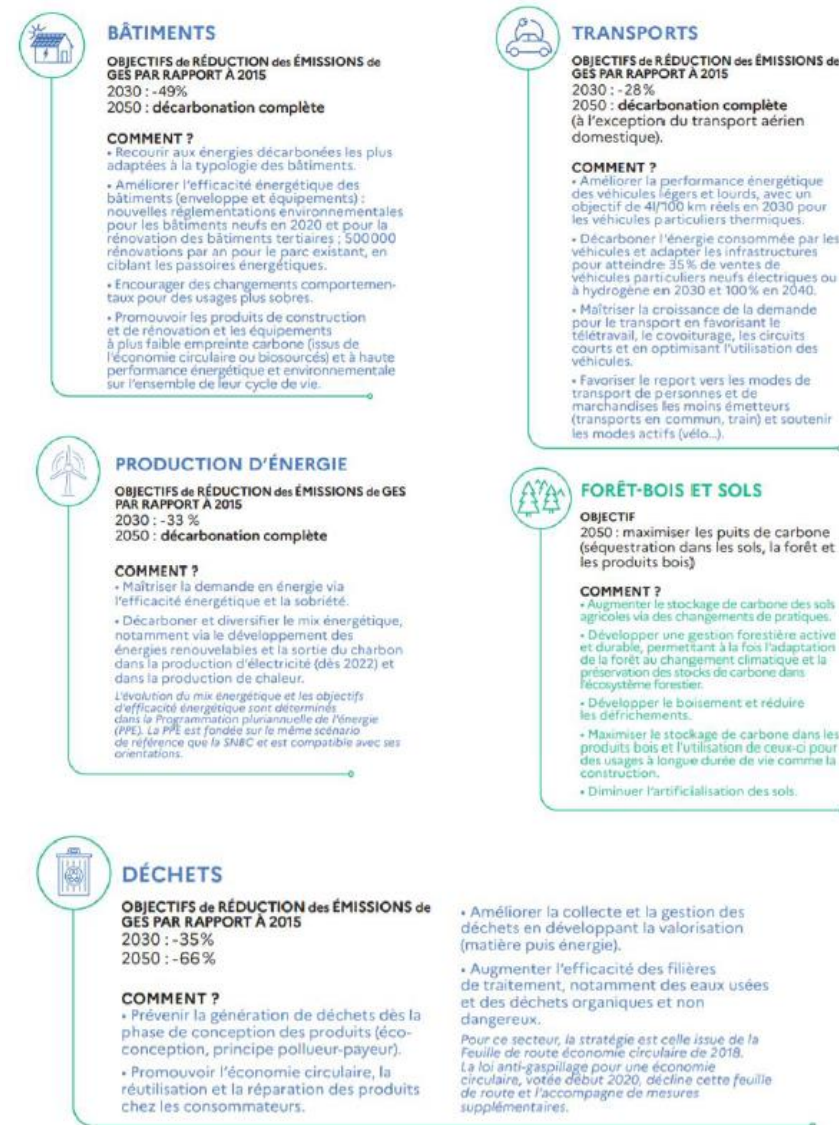 BÂTIMENTS
OBJECTIFS de RÉDUCTION des ÉMISSIONS de
GES PAR RAPPORT À 2015
2030 : -49%
2050 : décarbonation complète
COMMENT ?
• Recourir aux énergies décarbonées les plus
adaptées à la typologie des bâtiments.
• Améliorer l'efficacité énergétique des
bâtiments (enveloppe et équipements) :
nouvelles réglementations environnementales
pour les bâtiments neufs en 2020 et pour la
rénovation des bâtiments tertiaires ; 500000
rénovations par an pour le parc existant, en
ciblant les passoires énergétiques.
• Encourager des changements comportemen-
taux pour des usages plus sobres.
• Promouvoir les produits de construction
et de rénovation et les équipements
à plus faible empreinte carbone (issus de
l'économie circulaire ou biosourcés) et à haute
performance énergétique et environnementale
sur l'ensemble de leur cycle de vie.
TRANSPORTS
OBJECTIFS de RÉDUCTION des ÉMISSIONS de
GES PAR RAPPORT À 2015
2030 : -28%
2050 : décarbonation complète
(à l'exception du transport aérien
domestique).
COMMENT ?
• Améliorer la performance énergétique
des véhicules légers et lourds, avec un
objectif de 4l/100 km réels en 2030 pour
les véhicules particuliers thermiques.
• Décarboner l'énergie consommée par les
véhicules et adapter les infrastructures
pour atteindre 35% de ventes de
véhicules particuliers neufs électriques ou
à hydrogène en 2030 et 100% en 2040.
• Maîtriser la croissance de la demande
pour le transport en favorisant le
télétravail, le covoiturage, les circuits
courts et en optimisant l'utilisation des
véhicules.
• Favoriser le report vers les modes de
transport de personnes et de
marchandises les moins émetteurs
(transports en commun, train) et soutenir
les modes actifs (vélo...).
PRODUCTION D'ÉNERGIE
OBJECTIFS de RÉDUCTION des ÉMISSIONS de GES
PAR RAPPORT À 2015
2030 : -33 %
2050 : décarbonation complète
COMMENT ?
• Maîtriser la demande en énergie via
l'efficacité énergétique et la sobriété.
• Décarboner et diversifier le mix énergétique,
notamment via le développement des
énergies renouvelables et la sortie du charbon
dans la production d'électricité (dès 2022) et
dans la production de chaleur.
L'évolution du mix énergétique et les objectifs
d'efficacité énergétique sont déterminés
dans la Programmation pluriannuelle de l'énergie
(PPE). La PPE est fondée sur le même scénario
de référence que la SNBC et est compatible avec ses
orientations.
FORÊT-BOIS ET SOLS
OBJECTIF
2050 : maximiser les puits de carbone
(séquestration dans les sols, la forêt et
les produits bois)
COMMENT ?
• Augmenter le stockage de carbone des sols
agricoles via des changements de pratiques.
• Développer une gestion forestière active
et durable, permettant à la fois l'adaptation
de la forêt au changement climatique et la
préservation des stocks de carbone dans
l'écosystème forestier.
• Développer le boisement et réduire
les défrichements.
• Maximiser le stockage de carbone dans les
produits bois et l'utilisation de ceux-ci pour
des usages à longue durée de vie comme la
construction.
• Diminuer l'artificialisation des sols.
DÉCHETS
OBJECTIFS de RÉDUCTION des ÉMISSIONS de
GES PAR RAPPORT À 2015
2030 : -35%
2050 : -66%
COMMENT ?
• Prévenir la génération de déchets dès la
phase de conception des produits (éco-
conception, principe pollueur-payeur).
• Promouvoir l'économie circulaire, la
réutilisation et la réparation des produits
chez les consommateurs.
• Améliorer la collecte et la gestion des
déchets en développant la valorisation
(matière puis énergie).
• Augmenter l'efficacité des filières
de traitement, notamment des eaux usées
et des déchets organiques et non
dangereux.
Pour ce secteur, la stratégie est celle issue de la
Feuille de route économie circulaire de 2018.
La loi anti-gaspillage pour une économie
circulaire, votée début 2020, décline cette feuille
de route et l'accompagne de mesures
supplémentaires.